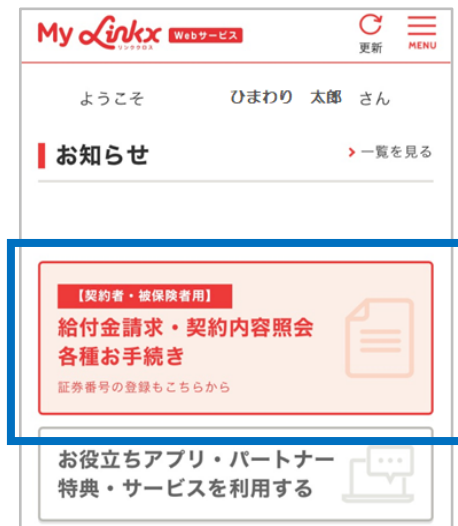 My Linkx Webサービス
リンククロス
更新 MENU
ようこそ ひまわり 太郎 さん
お知らせ 一覧を見る
【契約者・被保険者用】
給付金請求・契約内容照会
各種お手続き
証券番号の登録もこちらから
お役立ちアプリ・パートナー
特典・サービスを利用する